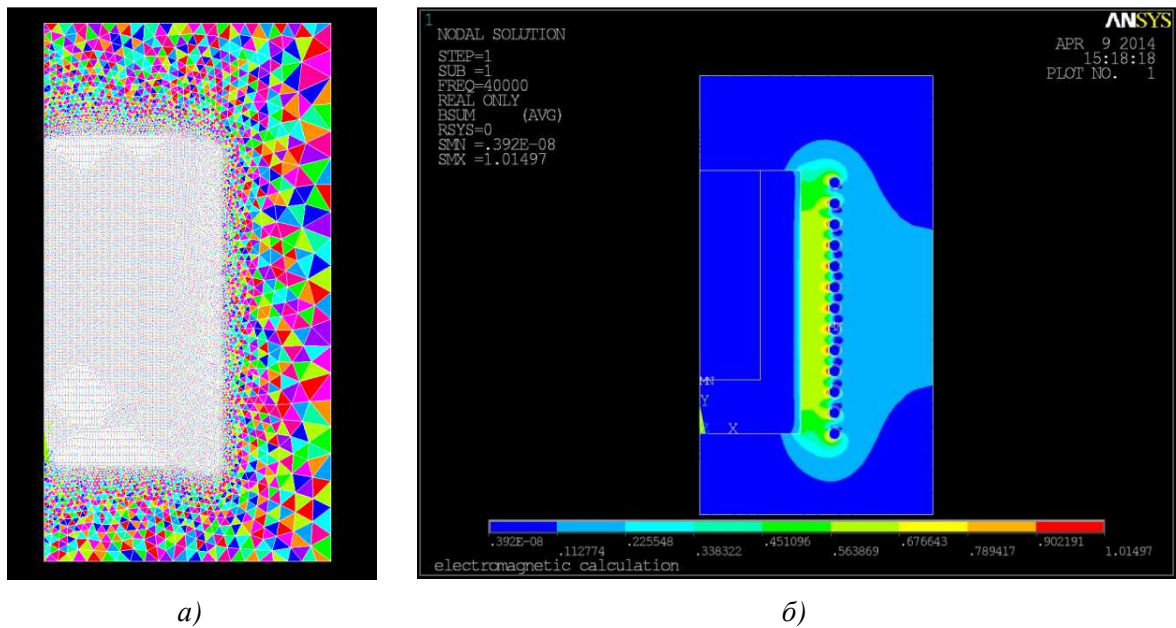 1
NODAL SOLUTION
STEP=1
SUB =1
FREQ=40000
REAL ONLY
BSUM (AVG)
RSYS=0
SMN =.392E-08
SMX =1.01497
ANSYS
APR 9 2014
15:18:18
PLOT NO. 1
MN
Y
X
.392E-08 .225548 .451096 .676643 .902191
.112774 .338322 .563869 .789417 1.01497
electromagnetic calculation
а) б)